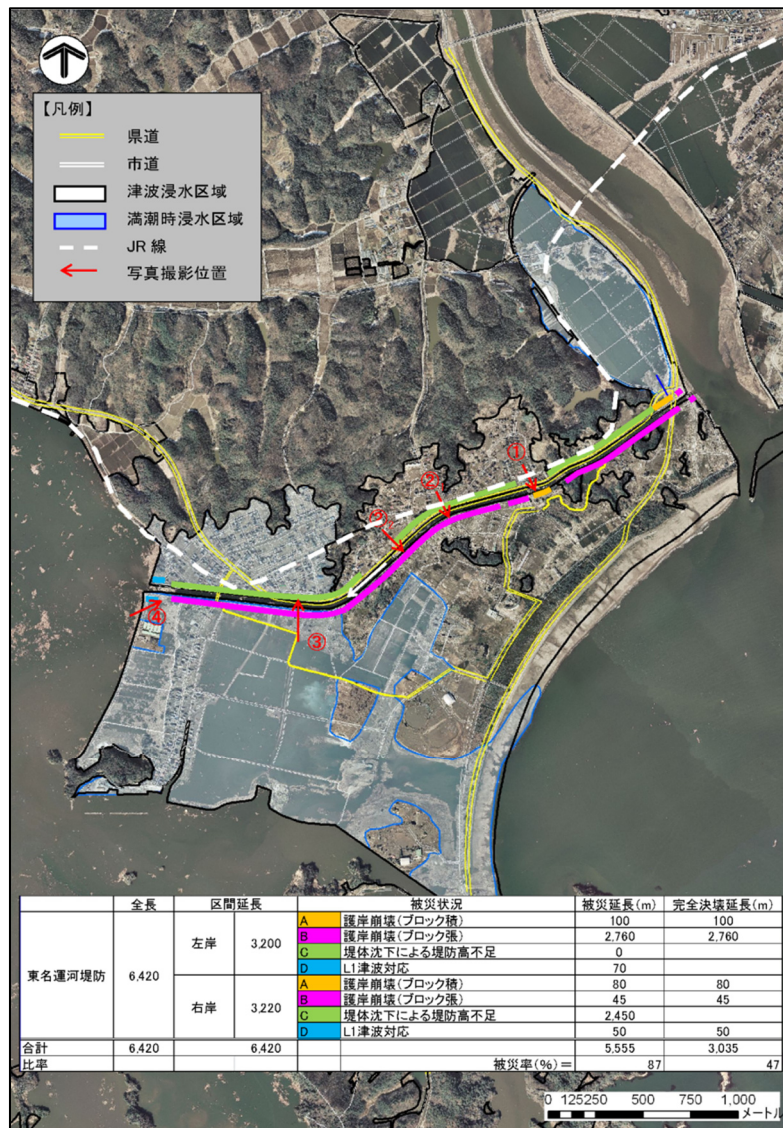 【凡例】
県道
市道
津波浸水区域
満潮時浸水区域
JR 線
写真撮影位置
①
②
③
④
全長 区間延長 被災状況 被災延長(m) 完全決壊延長(m)
東名運河堤防 6,420 左岸 3,200 A 護岸崩壊(ブロック積) 100 100
B 護岸崩壊(ブロック張) 2,760 2,760
C 堤体沈下による堤防高不足 0
D L1津波対応 70
右岸 3,220 A 護岸崩壊(ブロック積) 80 80
B 護岸崩壊(ブロック張) 45 45
C 堤体沈下による堤防高不足 2,450
D L1津波対応 50 50
合計 6,420 6,420 5,555 3,035
比率 被災率(%)= 87 47
0 125250 500 750 1,000
メートル